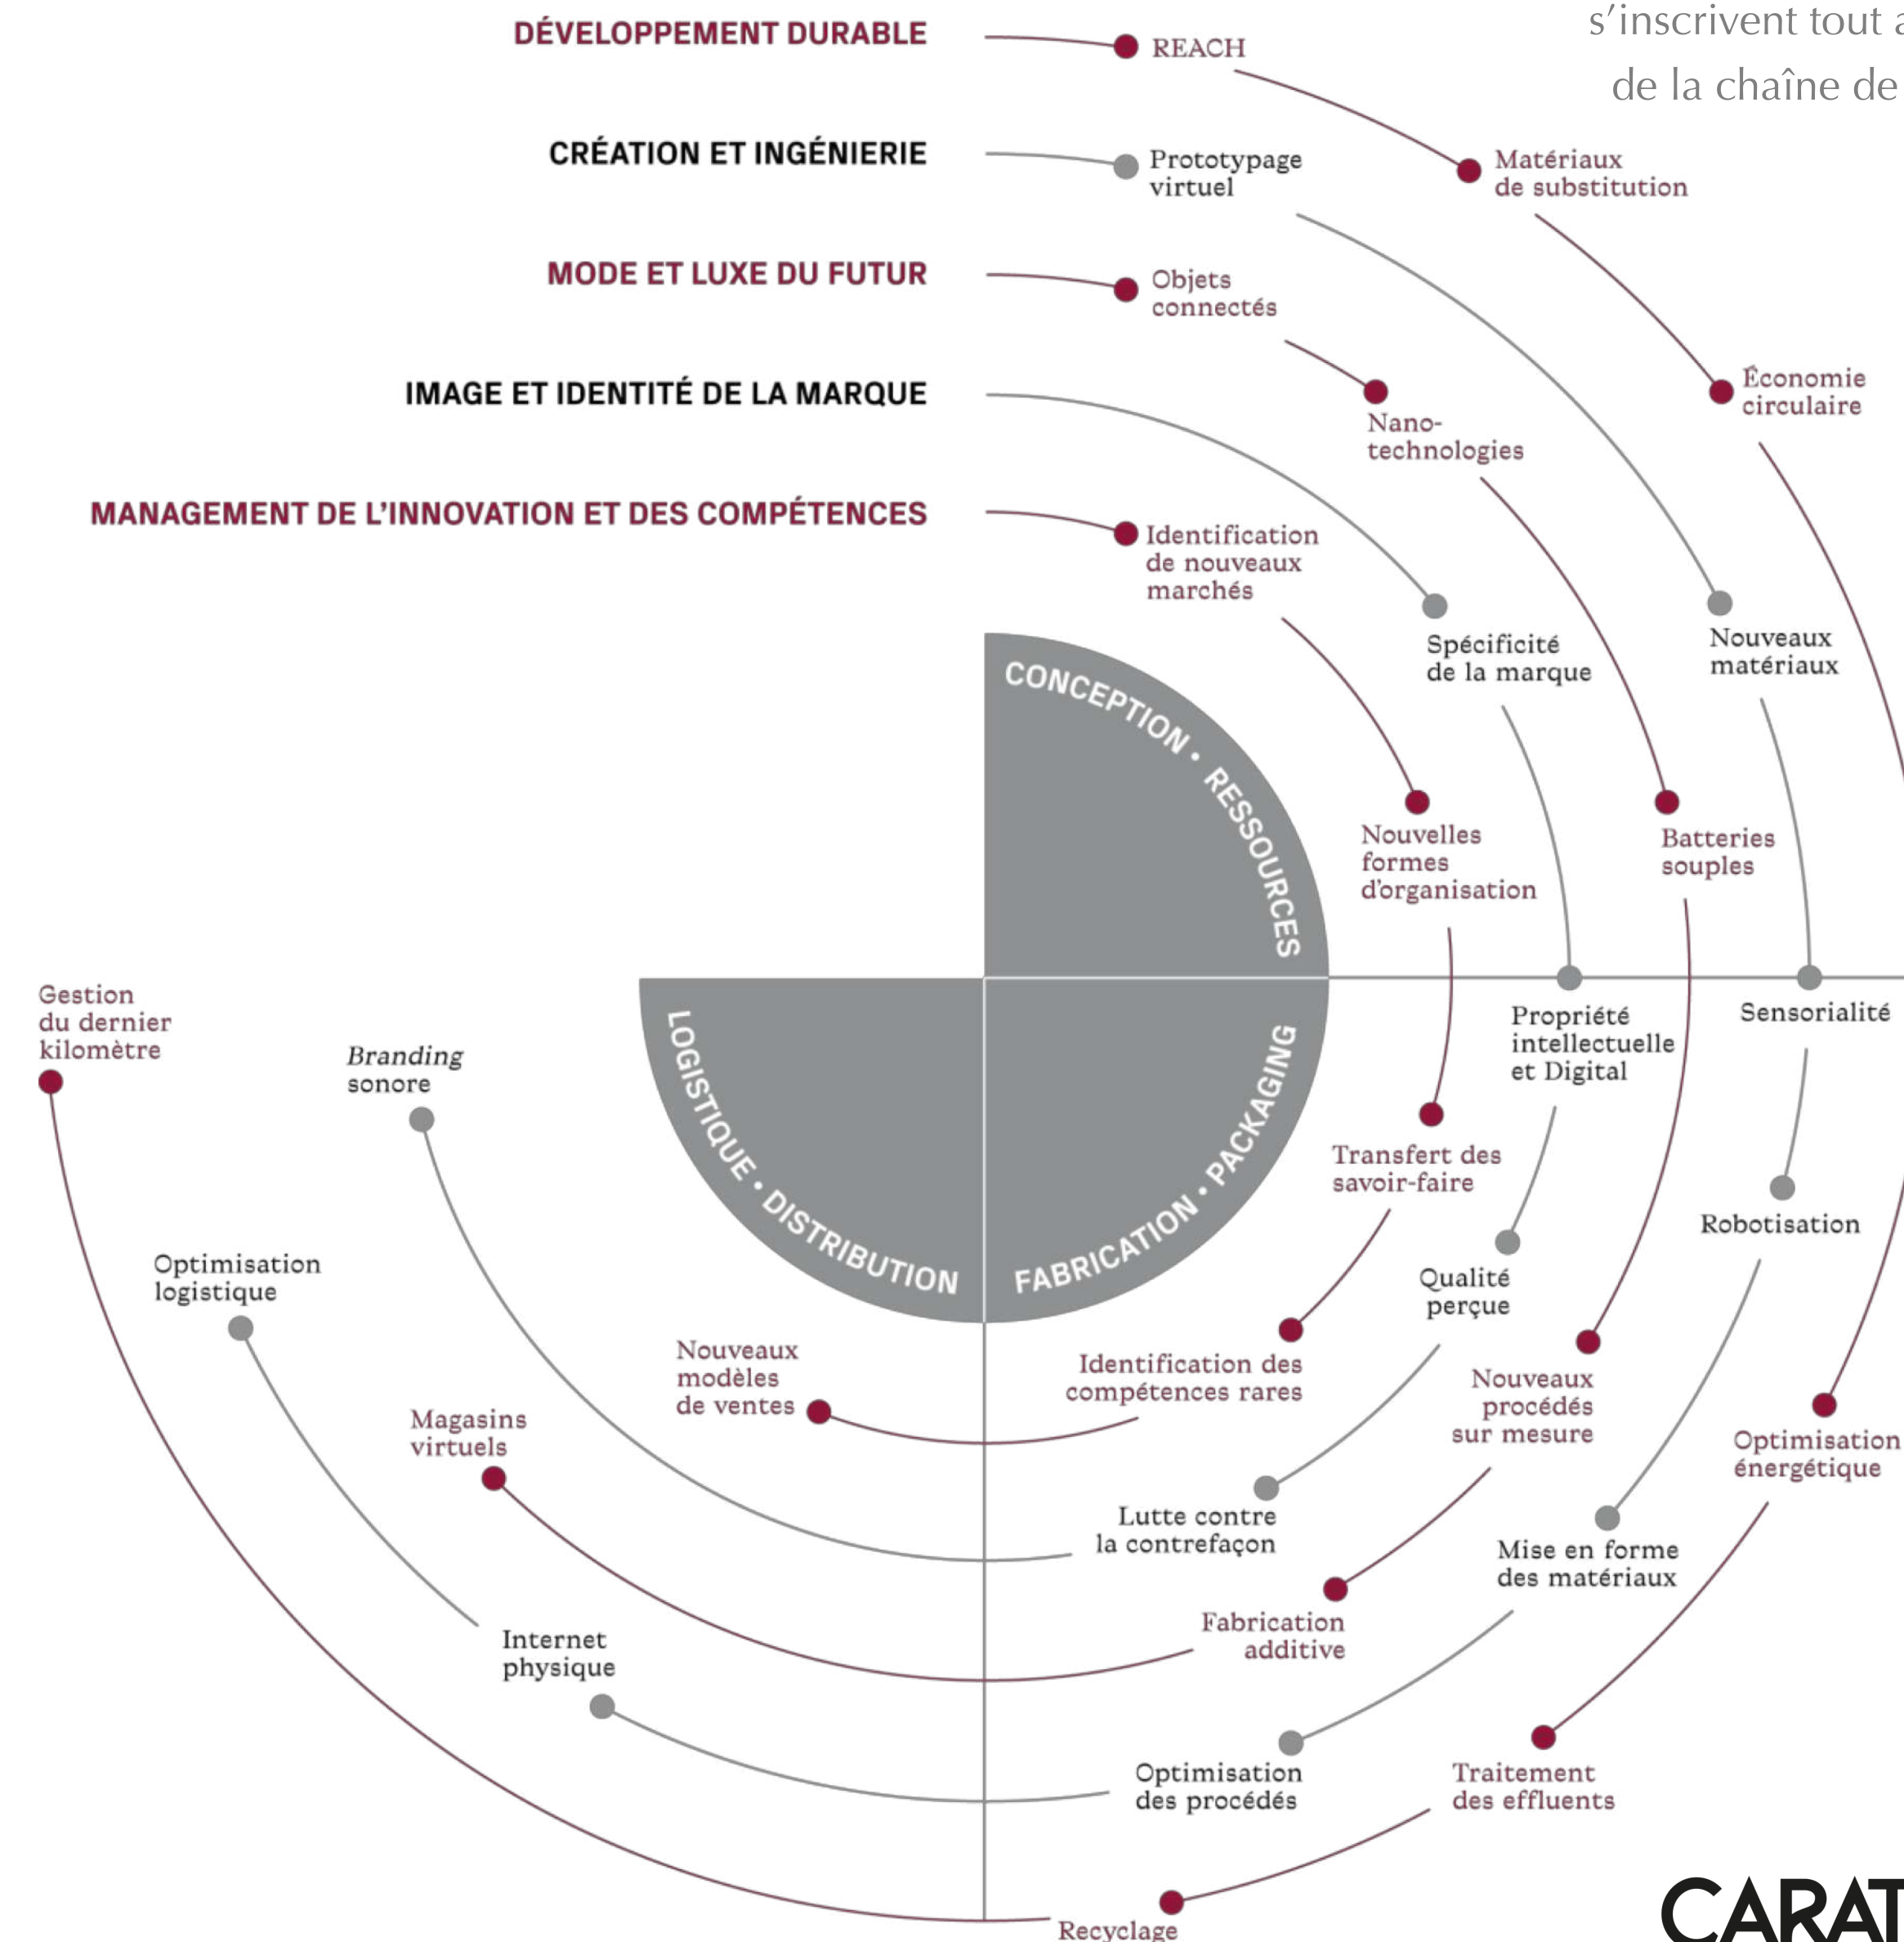 s'inscrivent tout a
de la chaîne de
DÉVELOPPEMENT DURABLE
REACH
Matériaux
de substitution
Économie
circulaire
CRÉATION ET INGÉNIERIE
Prototypage
virtuel
Nouveaux
matériaux
MODE ET LUXE DU FUTUR
Objets
connectés
Nano-
technologies
Batteries
souples
IMAGE ET IDENTITÉ DE LA MARQUE
Spécificité
de la marque
MANAGEMENT DE L'INNOVATION ET DES COMPÉTENCES
Identification
de nouveaux
marchés
Nouvelles
formes
d'organisation
CONCEPTION • RESSOURCES
FABRICATION • PACKAGING
LOGISTIQUE • DISTRIBUTION
Propriété
intellectuelle
et Digital
Sensorialité
Transfert des
savoir-faire
Robotisation
Qualité
perçue
Identification des
compétences rares
Nouveaux
procédés
sur mesure
Optimisation
énergétique
Lutte contre
la contrefaçon
Mise en forme
des matériaux
Fabrication
additive
Optimisation
des procédés
Traitement
des effluents
Recyclage
Gestion
du dernier
kilomètre
Branding
sonore
Optimisation
logistique
Nouveaux
modèles
de ventes
Magasins
virtuels
Internet
physique
CARAT